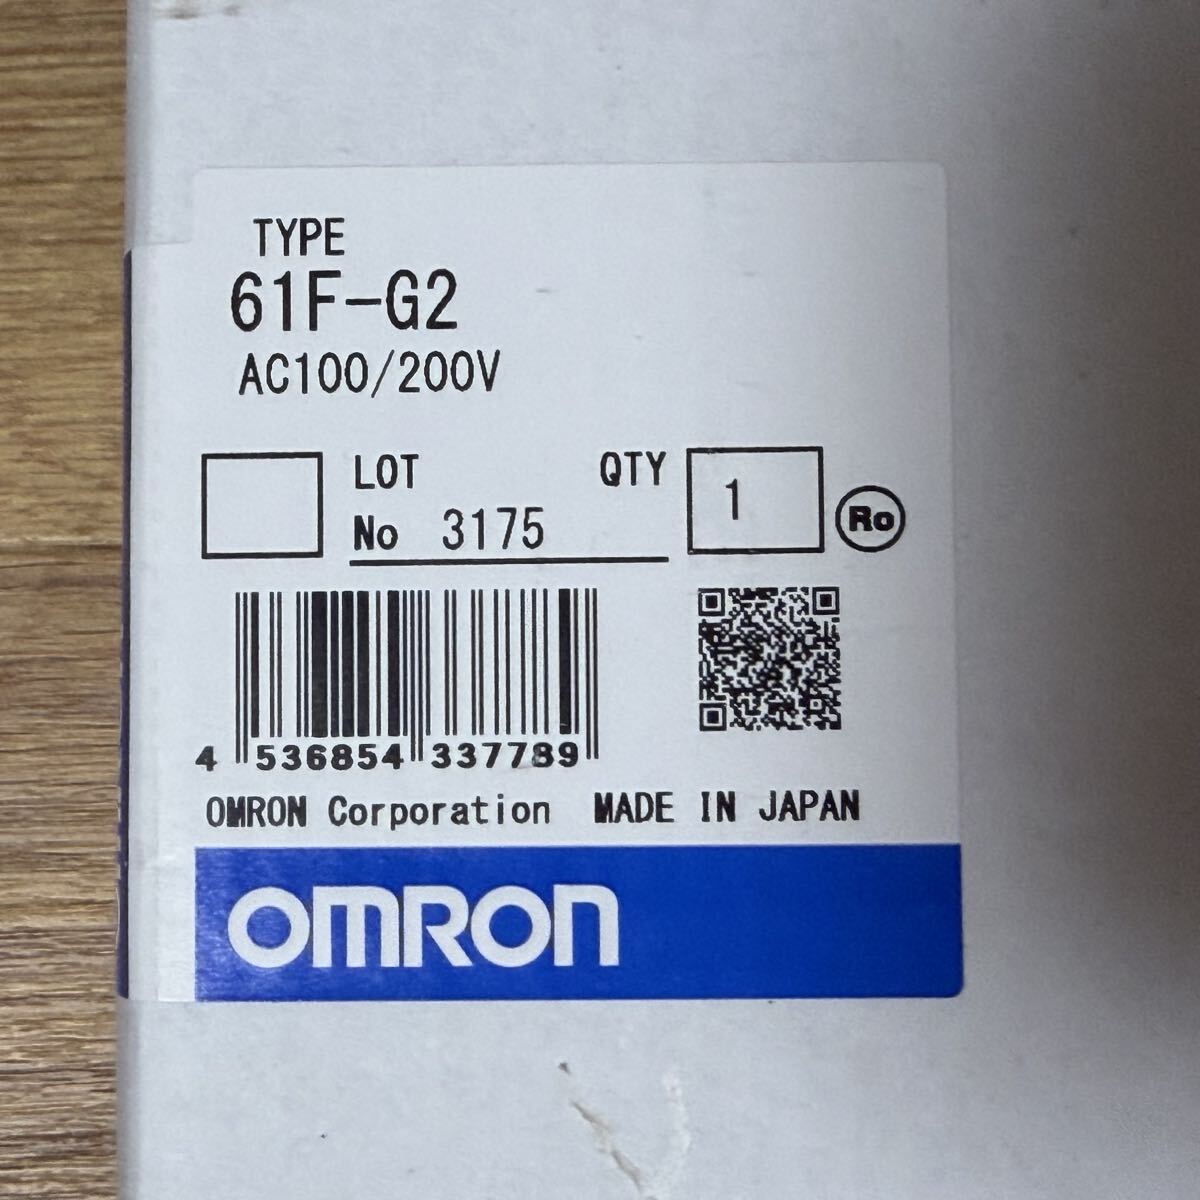 TYPE
61F-G2
AC100/200V
LOT
No 3175
QTY
1
Ro
4 536854 337789
OMRON Corporation MADE IN JAPAN
OMRON